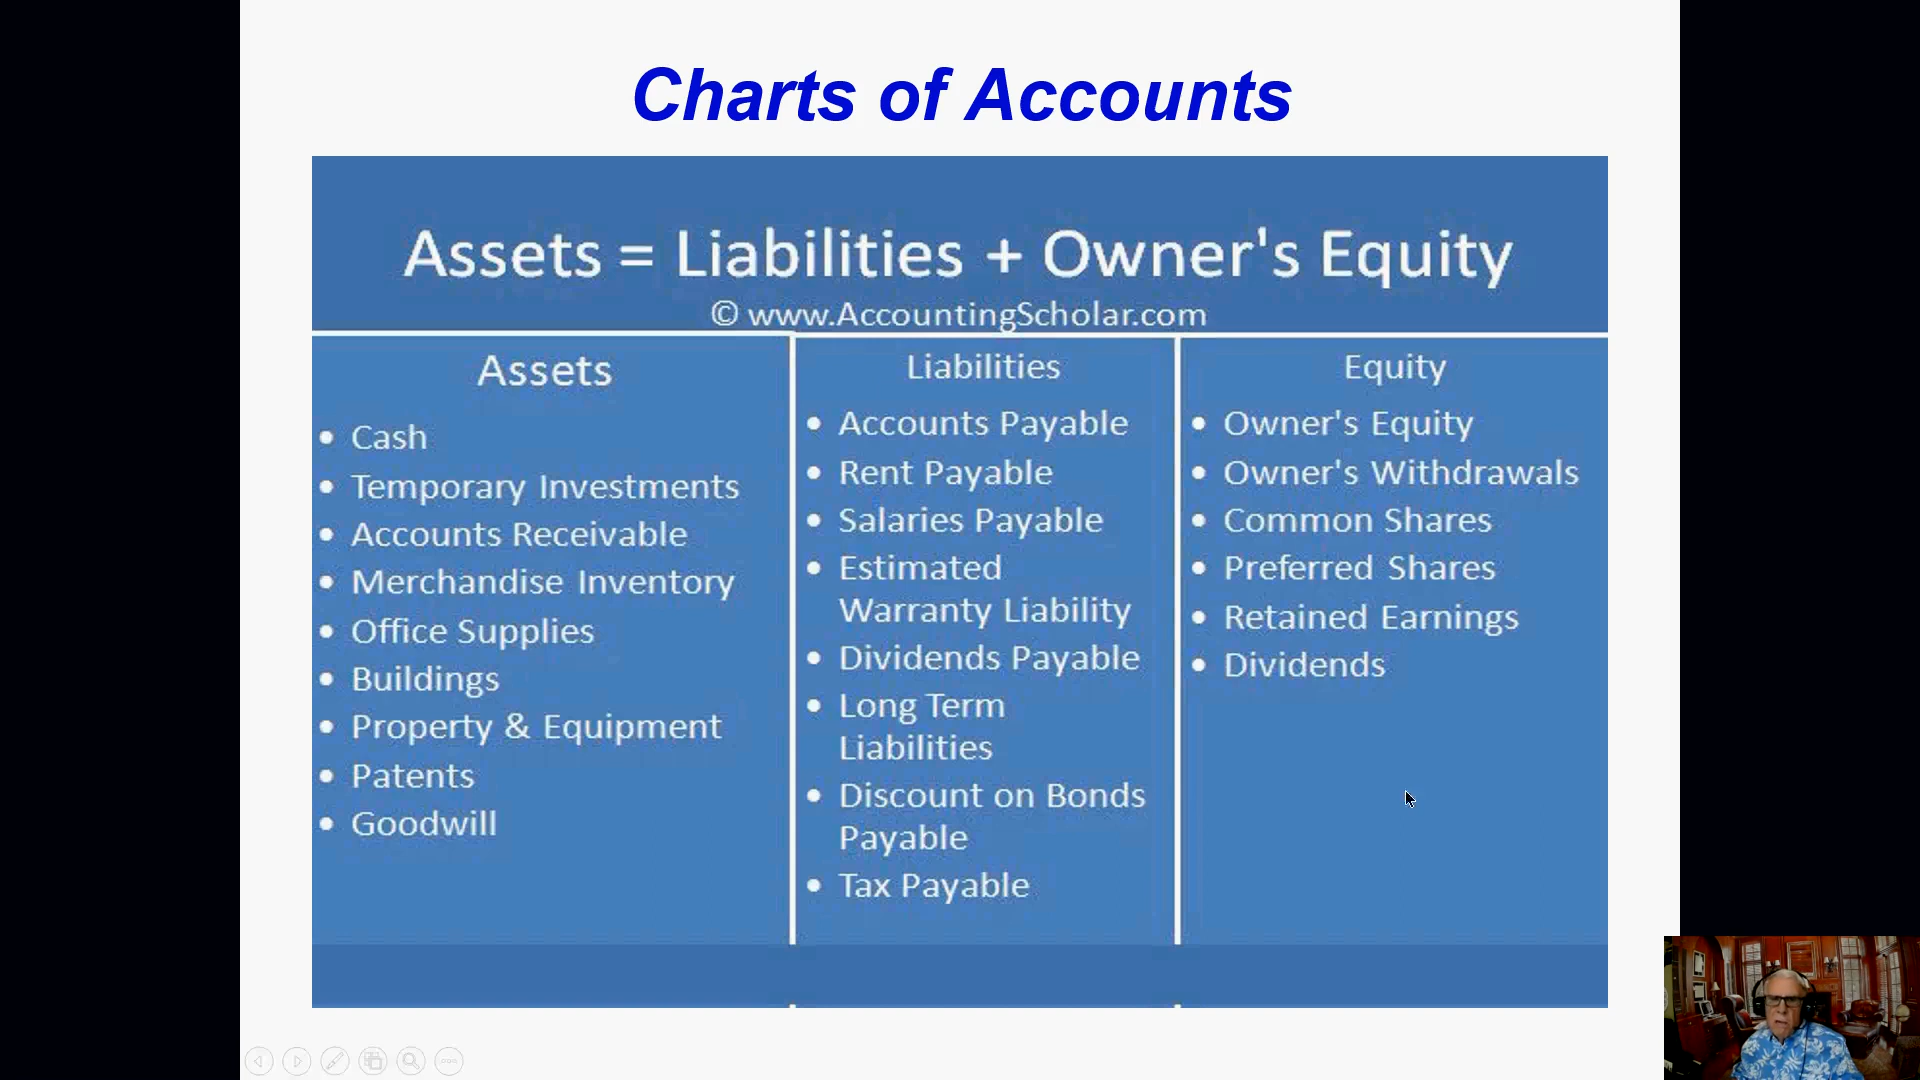 Charts of Accounts
Assets = Liabilities + Owner's Equity
© www.AccountingScholar.com
Assets
• Cash
• Temporary Investments
• Accounts Receivable
• Merchandise Inventory
• Office Supplies
• Buildings
• Property & Equipment
• Patents
• Goodwill
Liabilities
• Accounts Payable
• Rent Payable
• Salaries Payable
• Estimated
Warranty Liability
• Dividends Payable
• Long Term
Liabilities
• Discount on Bonds
Payable
• Tax Payable
Equity
• Owner's Equity
• Owner's Withdrawals
• Common Shares
• Preferred Shares
• Retained Earnings
• Dividends